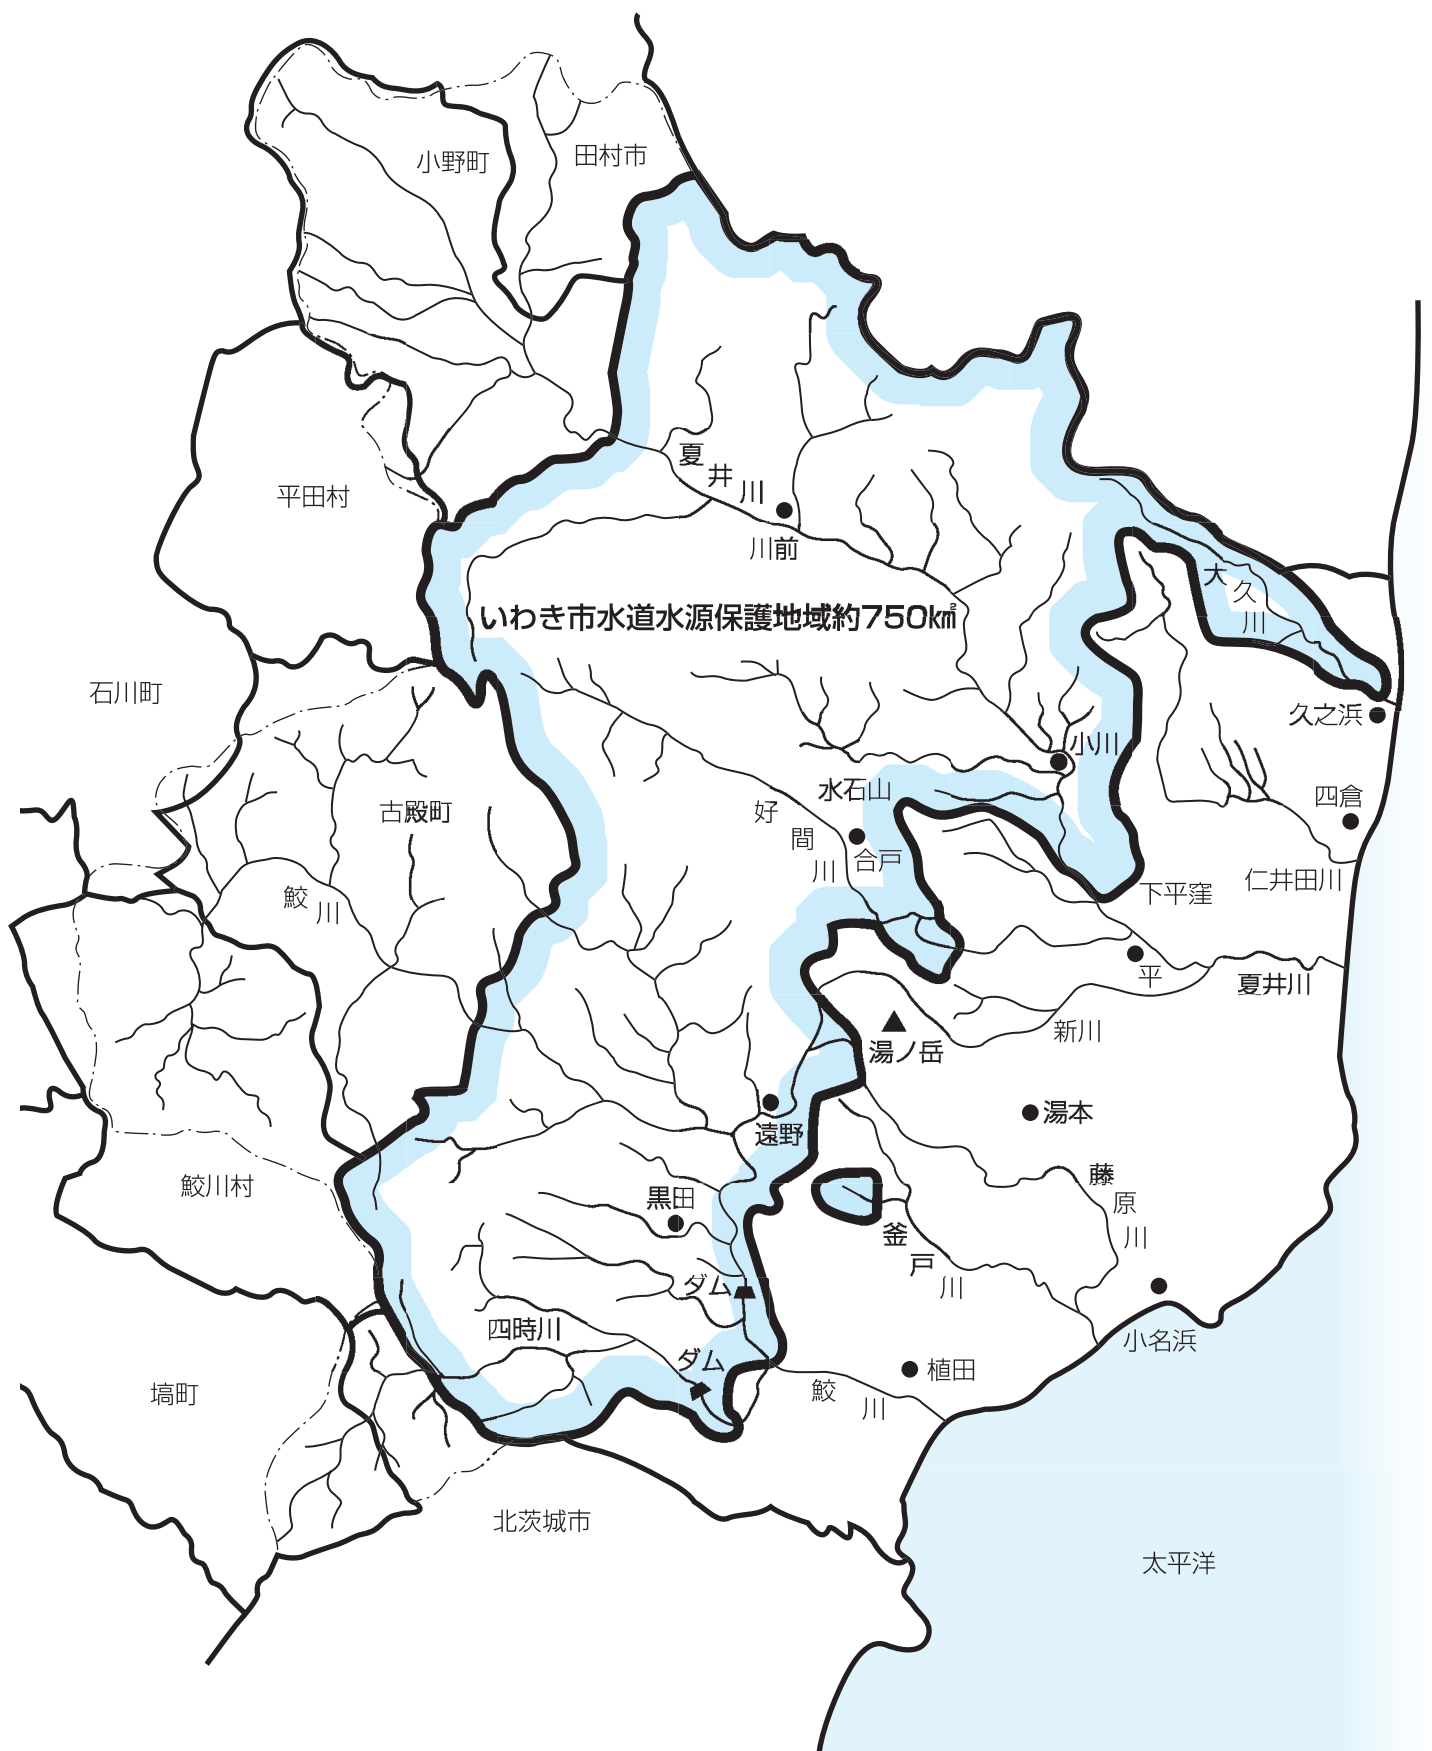 小野町
田村市
夏井川
平田村
川前
いわき市水道水源保護地域約750k㎡
大久川
石川町
久之浜
小川
水石山
四倉
古殿町
好間川
合戸
仁井田川
下平窪
鮫川
平
夏井川
新川
湯ノ岳
湯本
遠野
藤原川
鮫川村
黒田
釜戸川
ダム
四時川
小名浜
ダム
植田
塙町
鮫川
北茨城市
太平洋